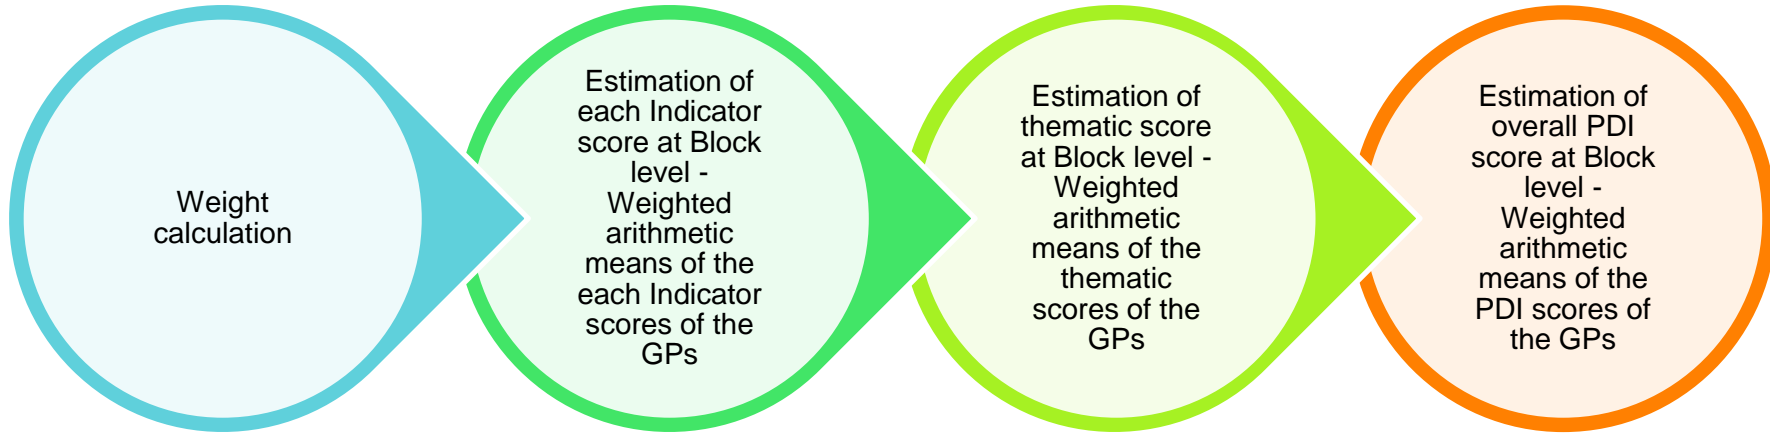 Weight
calculation
Estimation of
each Indicator
score at Block
level -
Weighted
arithmetic
means of the
each Indicator
scores of the
GPs
Estimation of
thematic score
at Block level -
Weighted
arithmetic
means of the
thematic
scores of the
GPs
Estimation of
overall PDI
score at Block
level -
Weighted
arithmetic
means of the
PDI scores of
the GPs